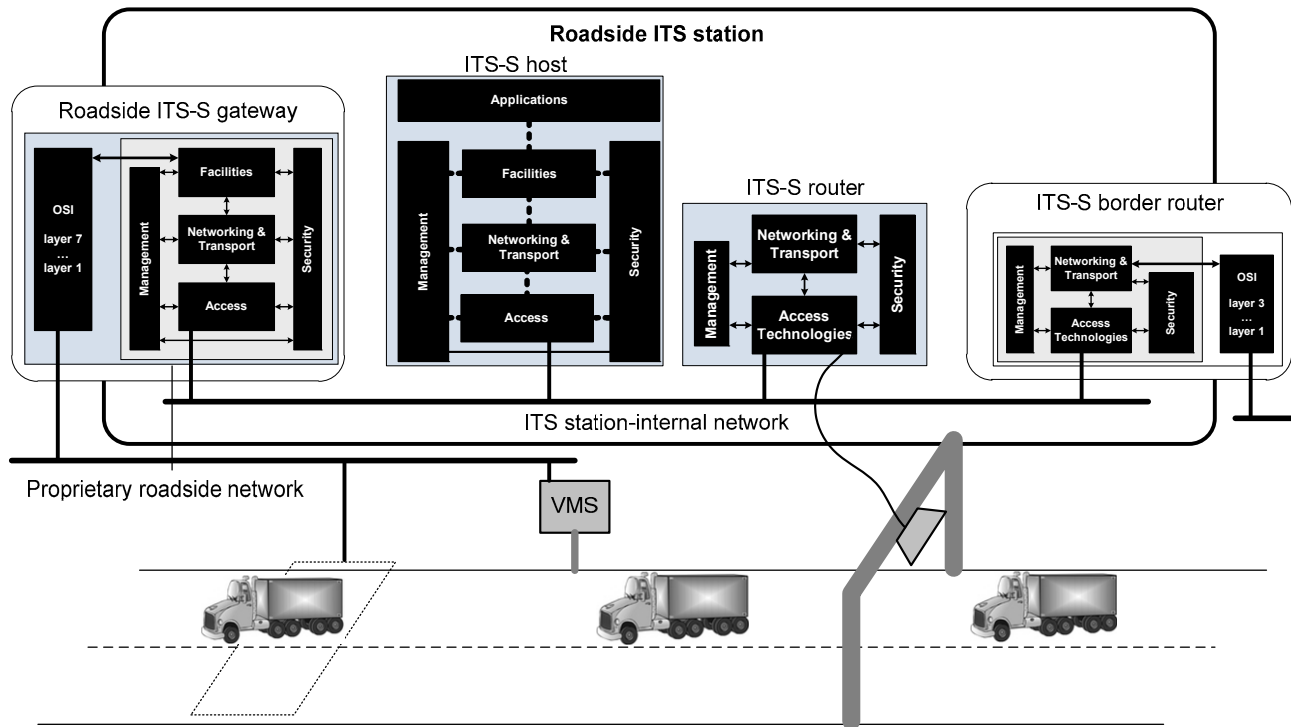 Roadside ITS station
Roadside ITS-S gateway
OSI
layer 7
...
layer 1
Facilities
Networking &
Transport
Access
Management
Security
ITS-S host
Applications
Facilities
Networking &
Transport
Access
Management
Security
ITS-S router
Networking &
Transport
Access
Technologies
Management
Security
ITS-S border router
Networking &
Transport
Access
Technologies
Management
Security
OSI
layer 3
...
layer 1
ITS station-internal network
Proprietary roadside network
VMS